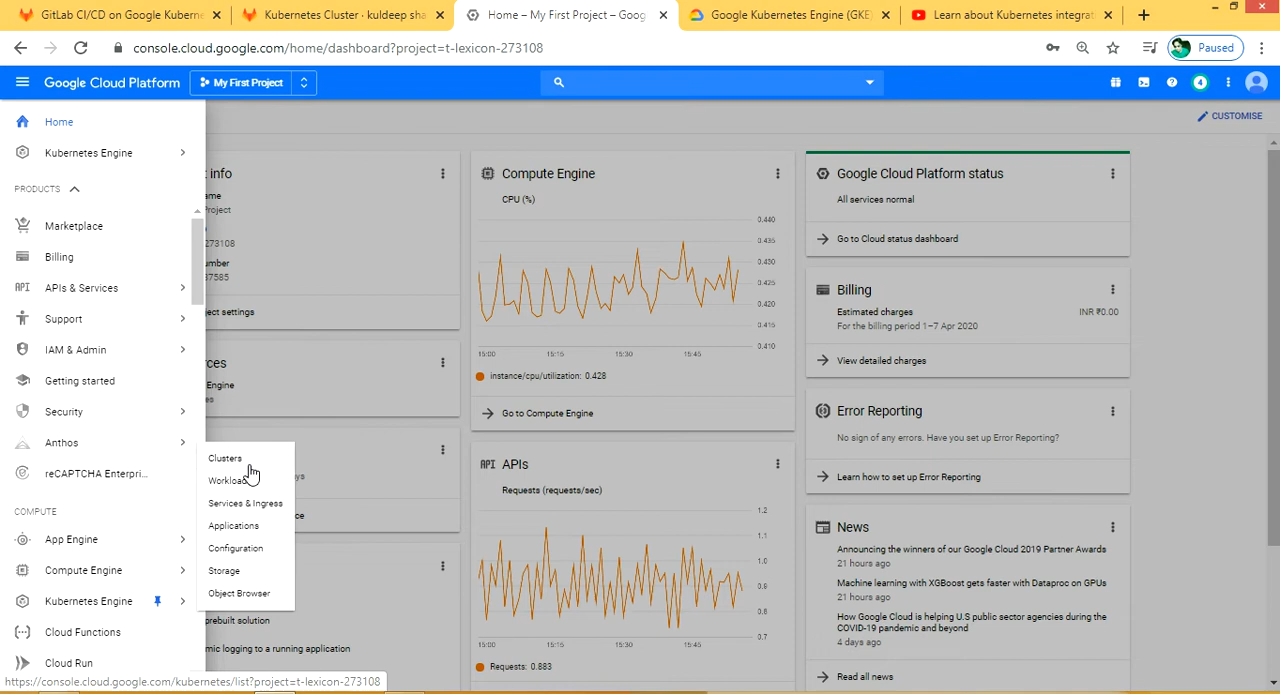 GitLab CI/CD on Google Kuberne
Kubernetes Cluster · kuldeep sha
Home – My First Project – Goog
Google Kubernetes Engine (GKE)
Learn about Kubernetes integrat
console.cloud.google.com/home/dashboard?project=t-lexicon-273108
Paused
Google Cloud Platform
My First Project
4
CUSTOMISE
Home
Kubernetes Engine
PRODUCTS
Marketplace
Billing
API APIs & Services
Support
IAM & Admin
Getting started
Security
Anthos
reCAPTCHA Enterpri...
COMPUTE
App Engine
Compute Engine
Kubernetes Engine
Cloud Functions
Cloud Run
Clusters
Workload
Services & Ingress
Applications
Configuration
Storage
Object Browser
https://console.cloud.google.com/kubernetes/list?project=t-lexicon-273108
info
ame
Project
273108
umber
37585
ject settings
rces
Engine
es
ys
ce
prebuilt solution
mic logging to a running application
Compute Engine
CPU (%)
0.440
0.435
0.430
0.425
0.420
0.415
0.410
15:00
15:15
15:30
15:45
instance/cpu/utilization: 0.428
Go to Compute Engine
API APIs
Requests (requests/sec)
1.2
1.1
1.0
0.9
0.8
0.7
15:00
15:15
15:30
15:45
Requests: 0.883
Google Cloud Platform status
All services normal
Go to Cloud status dashboard
Billing
Estimated charges
INR ₹0.00
For the billing period 1–7 Apr 2020
View detailed charges
Error Reporting
No sign of any errors. Have you set up Error Reporting?
Learn how to set up Error Reporting
News
Announcing the winners of our Google Cloud 2019 Partner Awards
21 hours ago
Machine learning with XGBoost gets faster with Dataproc on GPUs
21 hours ago
How Google Cloud is helping U.S public sector agencies during the
COVID-19 pandemic and beyond
4 days ago
Read all news